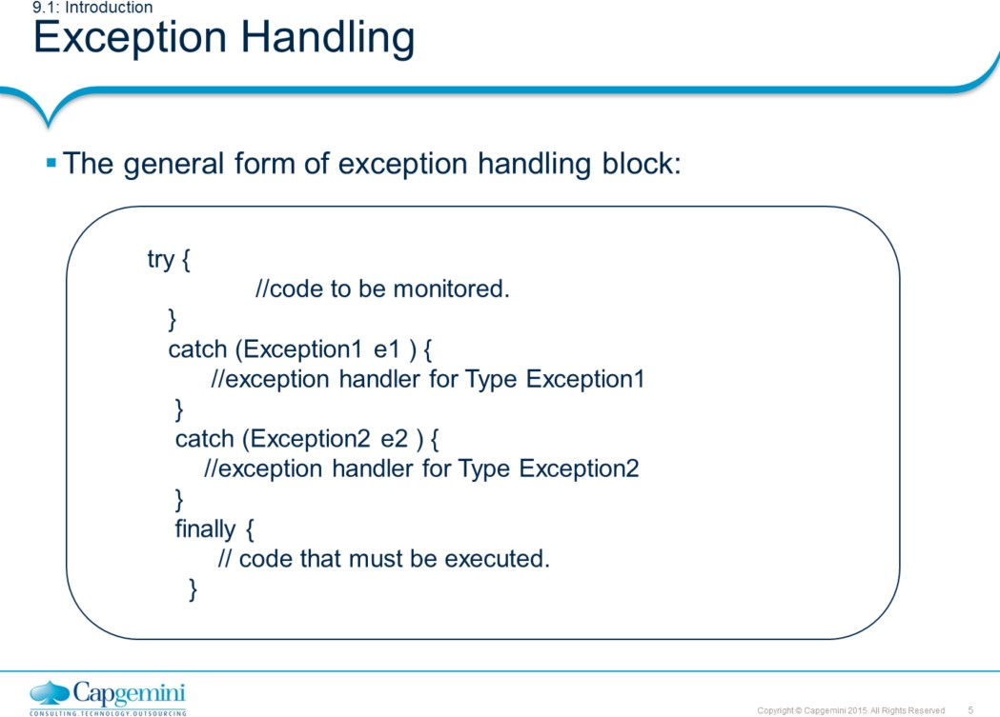 9.1: Introduction
Exception Handling
▪ The general form of exception handling block:
try {
//code to be monitored.
}
catch (Exception1 e1 ) {
//exception handler for Type Exception1
}
catch (Exception2 e2 ) {
//exception handler for Type Exception2
}
finally {
// code that must be executed.
}
Capgemini
CONSULTING.TECHNOLOGY.OUTSOURCING
Copyright © Capgemini 2015. All Rights Reserved 5